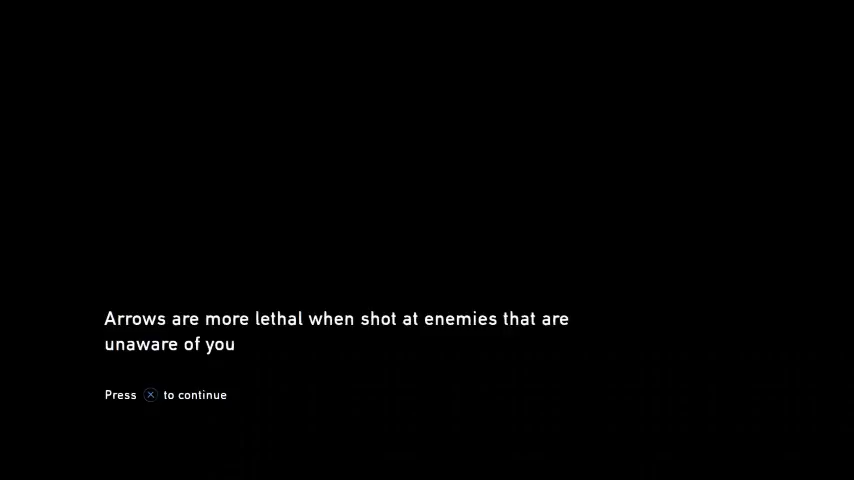 Arrows are more lethal when shot at enemies that are
unaware of you
Press ⓧ to continue